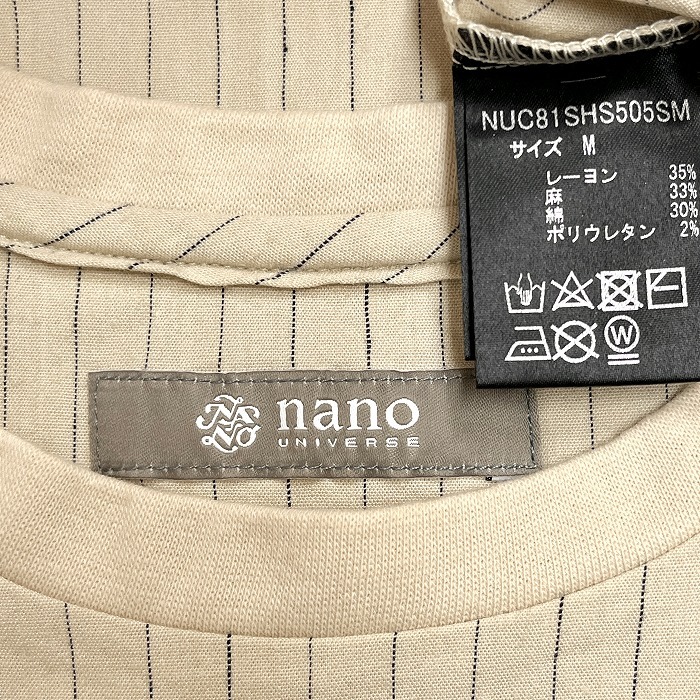 NUC81SHS505SM
サイズ M
レーヨン 35%
麻 33%
綿 30%
ポリウレタン 2%
W
NANO
nano
UNIVERSE